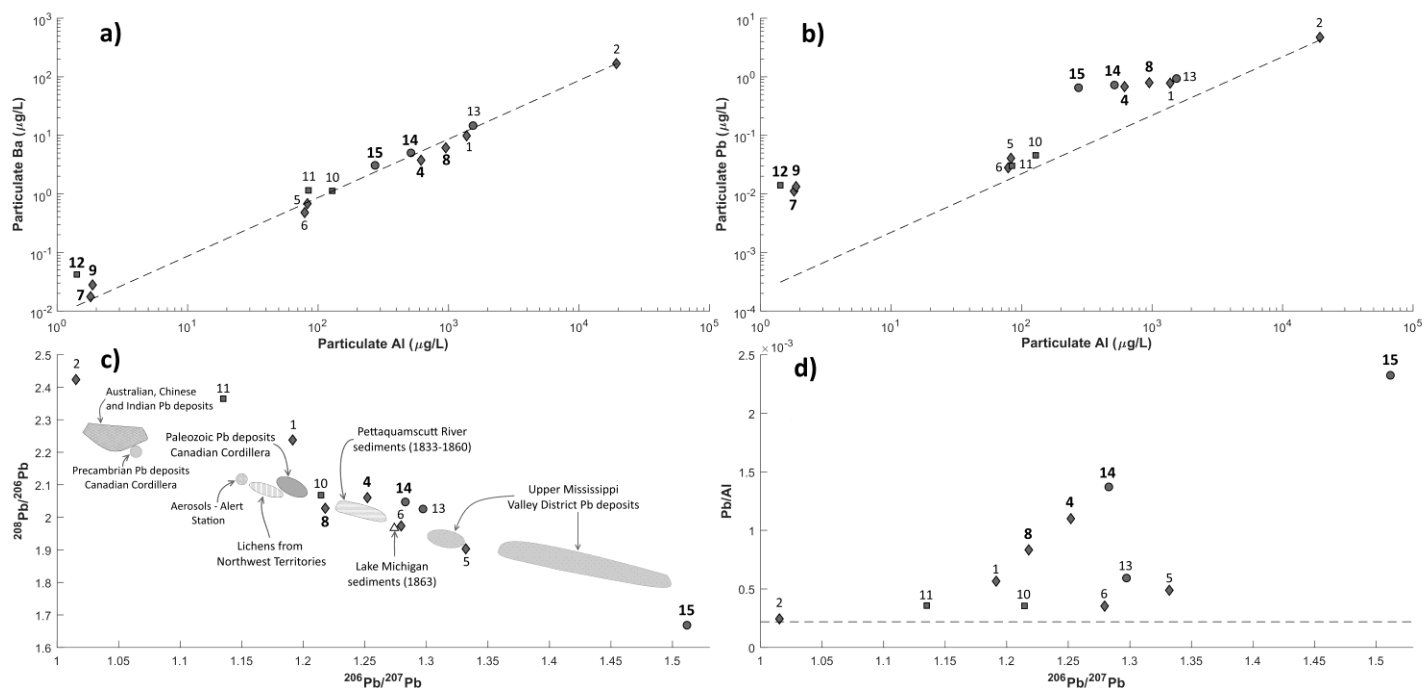 a)
Particulate Ba (µg/L)
10³
10²
10¹
10⁰
10⁻¹
10⁻²
2
13
14
15
1
8
4
11
10
5
6
12
9
7
10⁰ 10¹ 10² 10³ 10⁴ 10⁵
Particulate Al (µg/L)
b)
Particulate Pb (µg/L)
10¹
10⁰
10⁻¹
10⁻²
10⁻³
10⁻⁴
2
15
14
8
13
4
1
5
10
6
11
12
9
7
10⁰ 10¹ 10² 10³ 10⁴ 10⁵
Particulate Al (µg/L)
c)
²⁰⁸Pb/²⁰⁶Pb
2.5
2.4
2.3
2.2
2.1
2
1.9
1.8
1.7
1.6
2
Australian, Chinese
and Indian Pb deposits
11
1
Paleozoic Pb deposits
Canadian Cordillera
Pettaquamscutt River
sediments (1833-1860)
Precambrian Pb deposits
Canadian Cordillera
10
4
14
13
Upper Mississippi
Valley District Pb deposits
Aerosols - Alert
Station
8
6
5
Lichens from
Northwest Territories
Lake Michigan
sediments (1863)
15
1 1.05 1.1 1.15 1.2 1.25 1.3 1.35 1.4 1.45 1.5
²⁰⁶Pb/²⁰⁷Pb
d)
Pb/Al
× 10⁻³
2.5
2
1.5
1
0.5
0
15
14
4
8
1
13
5
11
10
6
2
1 1.05 1.1 1.15 1.2 1.25 1.3 1.35 1.4 1.45 1.5
²⁰⁶Pb/²⁰⁷Pb